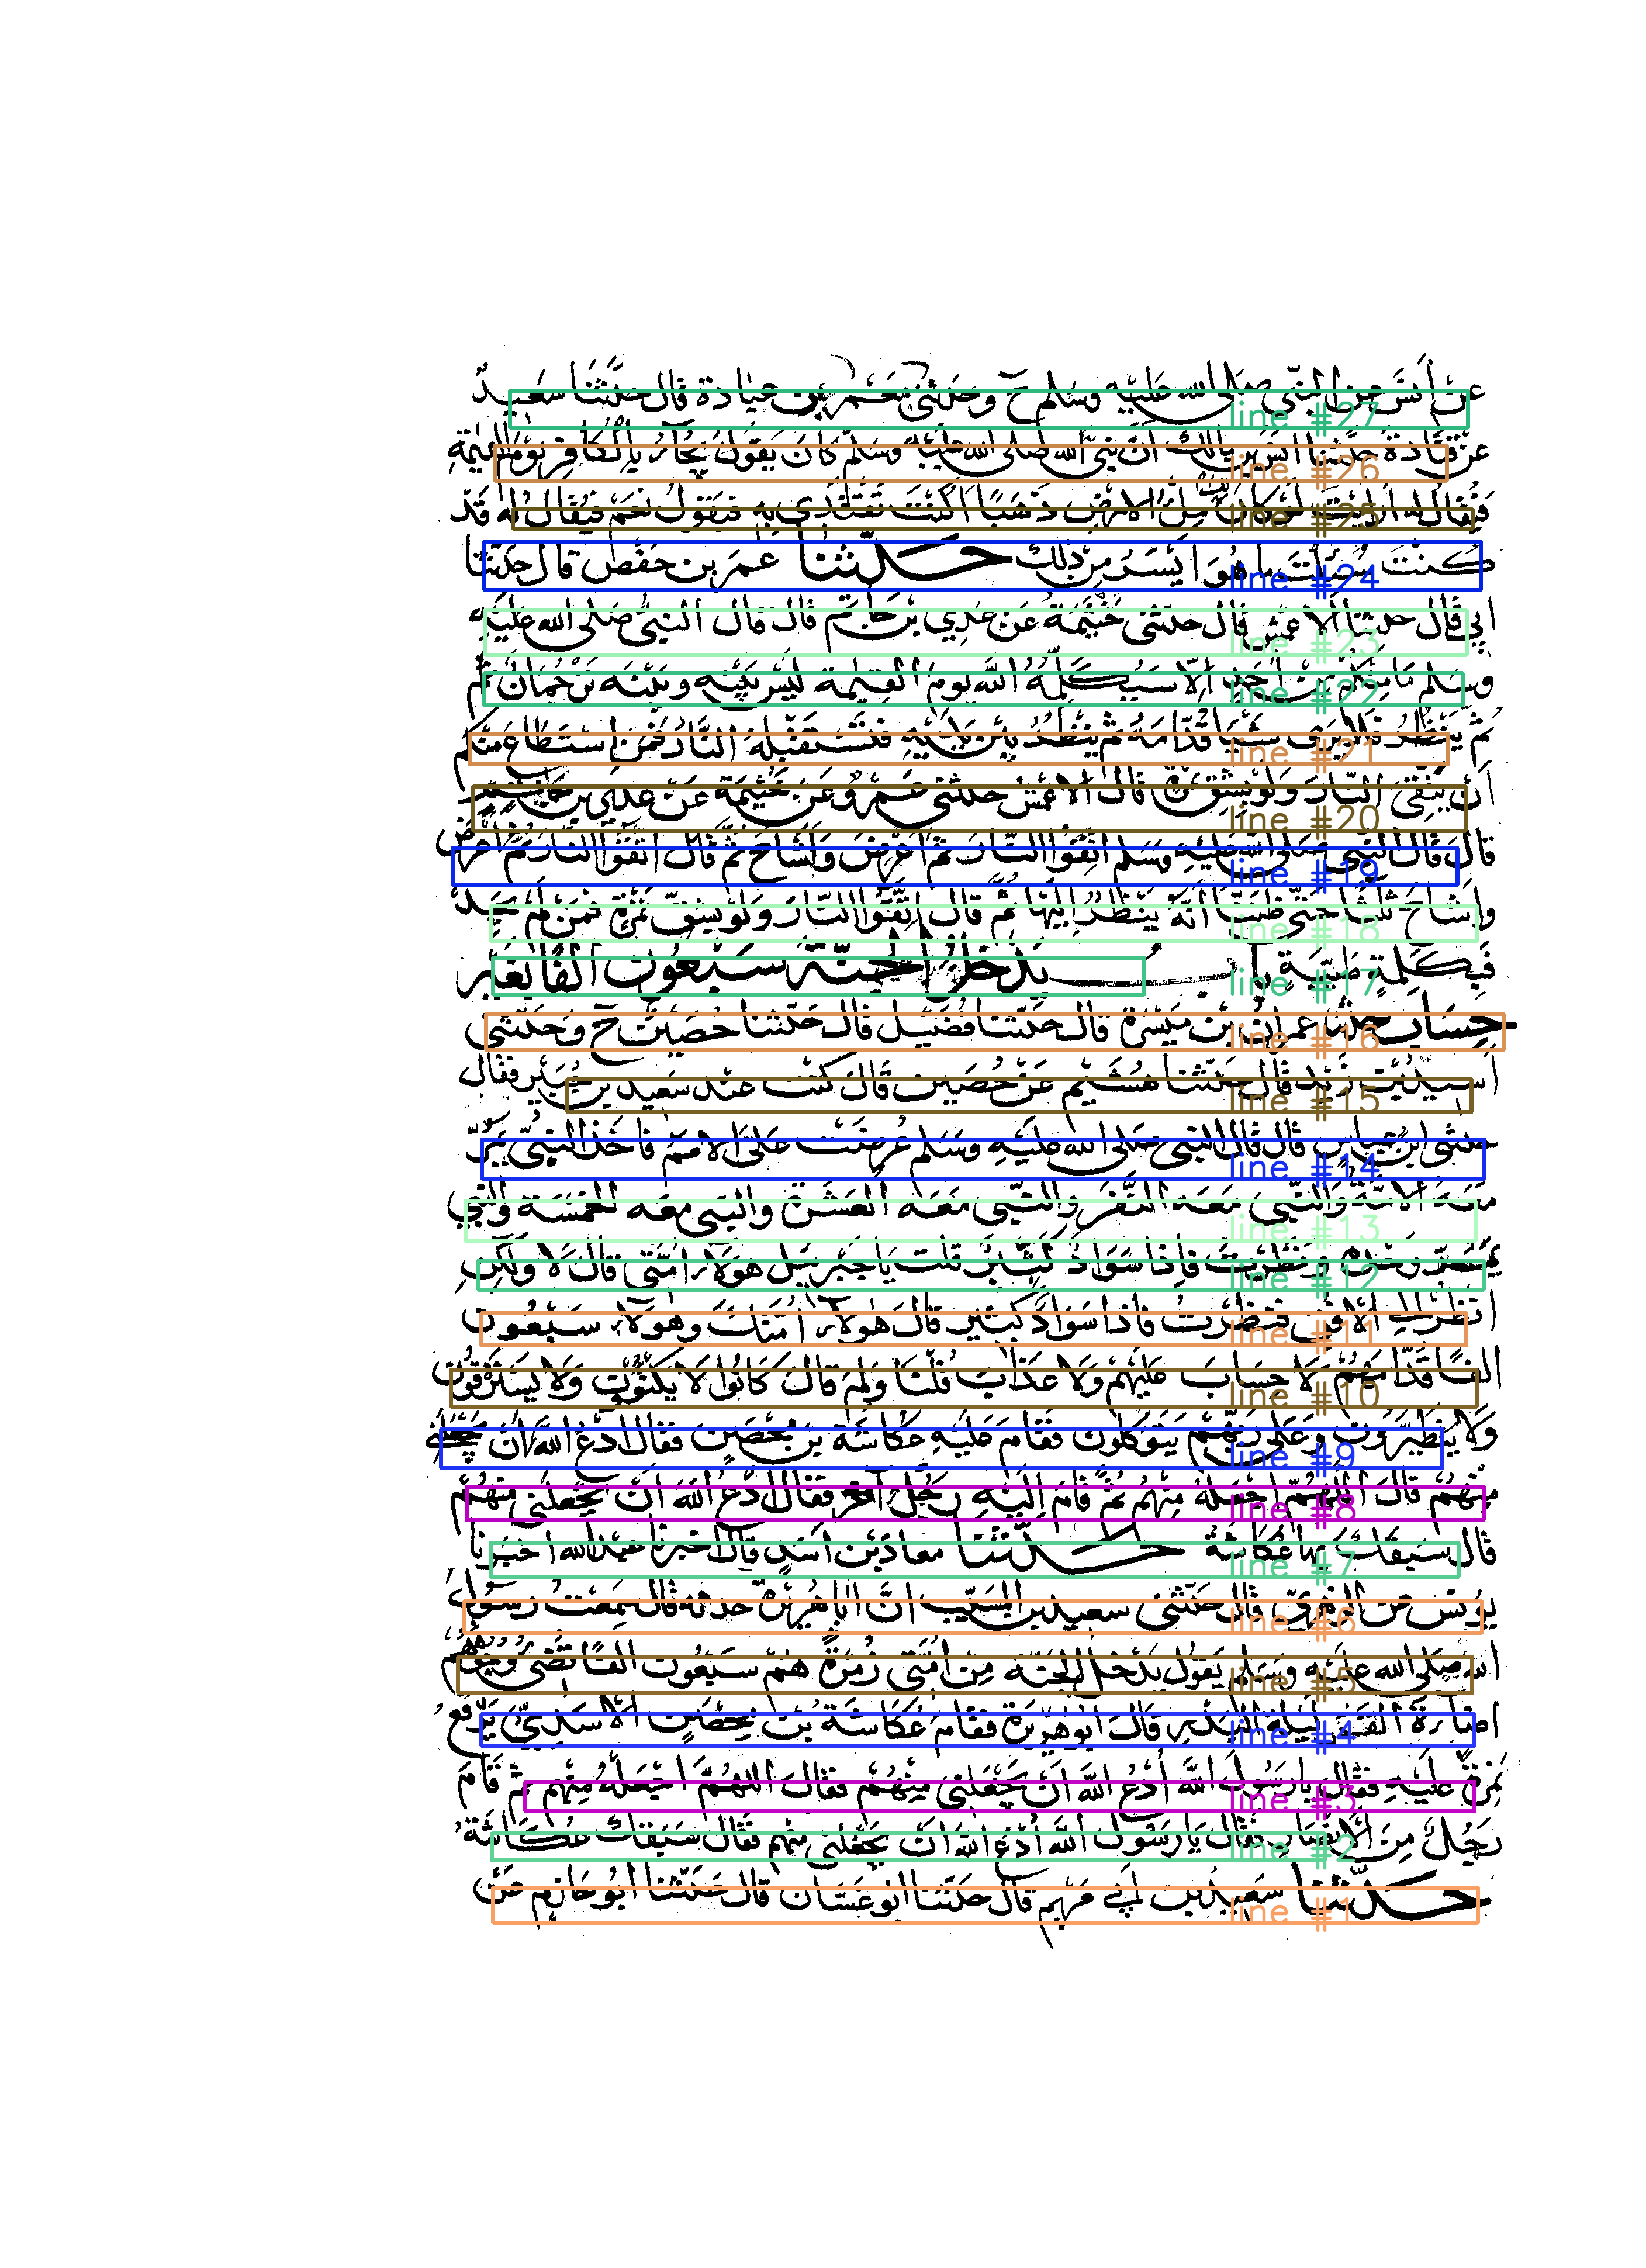 عن أنس عن النبي صلى الله عليه وسلم ح وحدثني معمر بن عبادة قال حدثنا سعيد
عن قتادة حدثنا انس بن مالك أن نبي الله صلى الله عليه وسلم كان يقول يجآء بالكافر يوم القيمة
فيقال له ارايت لو كان لك ملء الارض ذهبا اكنت تفتدي به فيقول نعم فيقال له قد
كنت سئلت ما هو ايسر من ذلك حدثنا عمر بن حفص قال حدثنا
ابي قال حدثنا الاعمش قال حدثني خيثمة عن عدي بن حاتم قال قال النبي صلى الله عليه
وسلم ما منكم من احد الا سيكلمه الله يوم القيمة ليس بينه وبينه ترجمان ثم
ثم ينظر فلا يرى شيئا قدامه ثم ينظر بين يديه فتستقبله النار فمن استطاع منكم
أن يتقي النار ولو بشق تمرة قال الاعمش حدثني عمرو عن خيثمة عن عدي بن حاتم
قال قال النبي صلى الله عليه وسلم اتقوا النار ثم اعرض واشاح ثم قال اتقوا النار ثم اعرض
واشاح ثلثا حتى ظننا أنه ينظر اليها ثم قال اتقوا النار ولو بشق تمرة فمن لم يجد
فبكلمة طيبة باب يدخل الجنة سبعون الفا بغير
حساب حدثنا عمران بن ميسرة قال حدثنا فضيل قال حدثنا حصين ح وحدثني
اسيد بن زيد قال حدثنا هشيم عن حصين قال كنت عند سعيد بن جبير فقال
حدثني ابن عباس قال قال النبي صلى الله عليه وسلم عرضت على الامم فاخذ النبي يمر
معه الامة والنبي معه النفر والنبي معه العشرة والنبي معه الخمسة والنبي
يمر وحده فنظرت فاذا سواد كثير قلت يا جبريل هولاء امتي قال لا ولكن
انظر الى الافق فنظرت فاذا سواد كثير قال هولاء امتك وهولاء سبعون
الفا قدامهم لا حساب عليهم ولا عذاب قلت ولم قال كانوا لا يكتوون ولا يسترقون
ولا يتطيرون وعلى ربهم يتوكلون فقام عليه عكاشة بن محصن فقال ادع الله ان يجعلني
منهم قال اللهم اجعله منهم ثم قام اليه رجل آخر فقال ادع الله ان يجعلني منهم
قال سبقك بها عكاشة حدثنا معاذ بن اسد قال اخبرنا عبد الله اخبرنا
يونس عن الزهري قال حدثني سعيد بن المسيب ان ابا هريرة حدثه قال سمعت رسول
الله صلى الله عليه وسلم يقول يدخل الجنة من امتي زمرة هم سبعون الفا تضئ وجوههم
اضآءة القمر ليلة البدر قال ابو هريرة فقام عكاشة بن محصن الاسدي يرفع
نمرة عليه فقال يا رسول الله ادع الله ان يجعلني منهم فقال اللهم اجعله منهم ثم قام
رجل من الانصار فقال يا رسول الله ادع الله ان يجعلني منهم فقال سبقك عكاشة
حدثنا سعيد بن ابي مريم قال حدثنا ابو غسان قال حدثنا ابو حازم عن